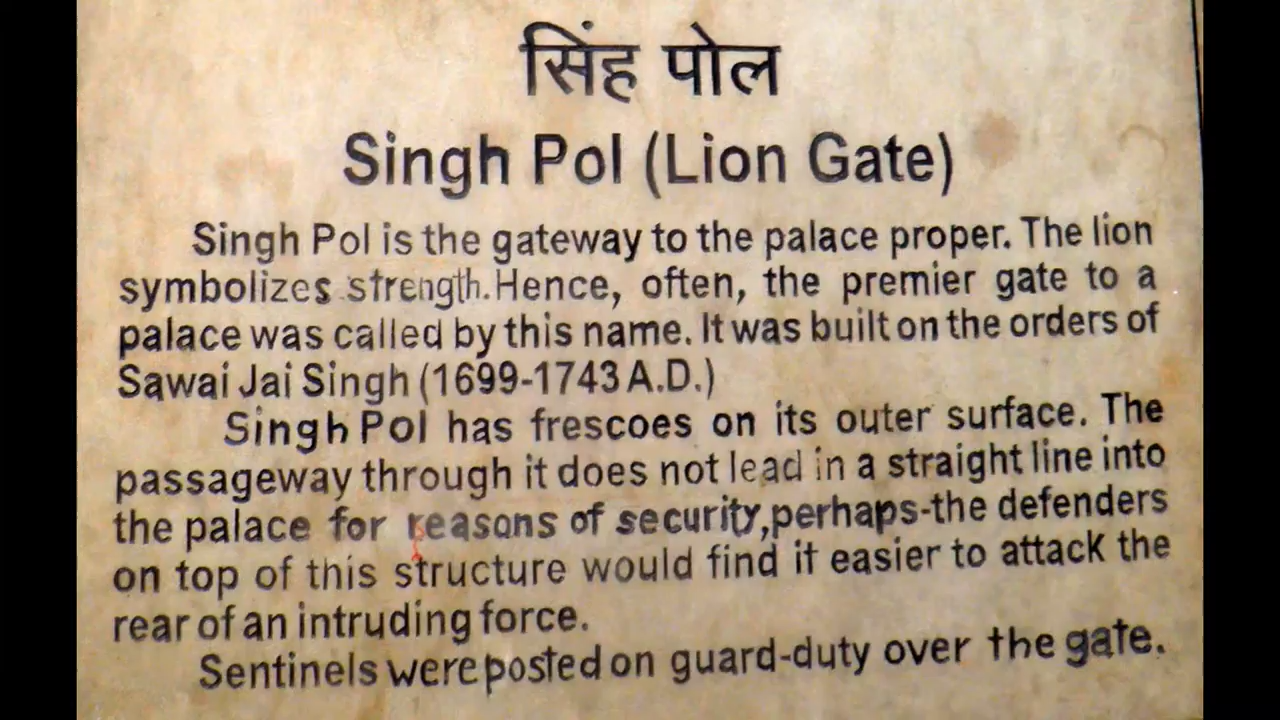 सिंह पोल
Singh Pol (Lion Gate)
Singh Pol is the gateway to the palace proper. The lion
symbolizes strength. Hence, often, the premier gate to a
palace was called by this name. It was built on the orders of
Sawai Jai Singh (1699-1743 A.D.)
Singh Pol has frescoes on its outer surface. The
passageway through it does not lead in a straight line into
the palace for reasons of security, perhaps-the defenders
on top of this structure would find it easier to attack the
rear of an intruding force.
Sentinels were posted on guard-duty over the gate.